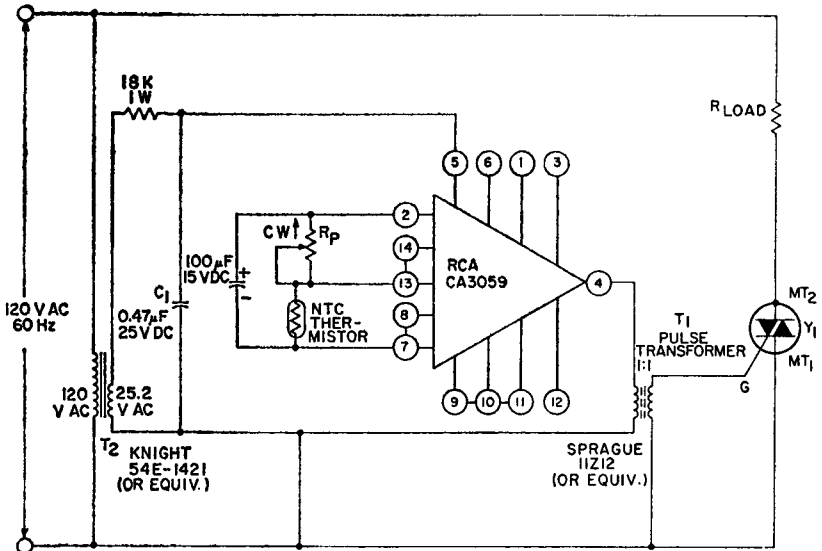 18K
1W
120 V AC
60 Hz
C1
0.47µF
25VDC
100µF
15VDC
+
-
CW
RP
NTC
THER-
MISTOR
5
6
1
3
2
14
13
8
7
RCA
CA3059
4
9
10
11
12
RLOAD
MT2
Y1
MT1
G
T1
PULSE
TRANSFORMER
1:1
120
V AC
25.2
V AC
T2
KNIGHT
54E-1421
(OR EQUIV.)
SPRAGUE
11Z12
(OR EQUIV.)